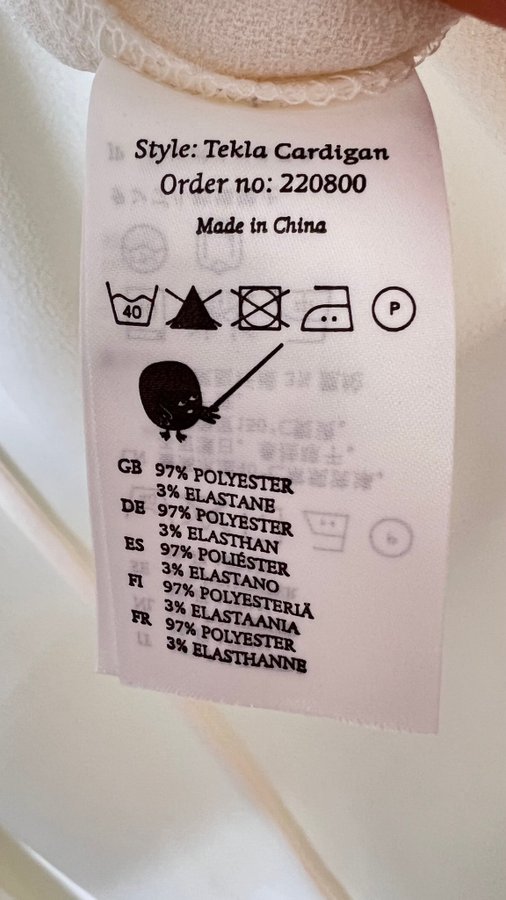 Style: Tekla Cardigan
Order no: 220800
Made in China
40 P
GB 97% POLYESTER
3% ELASTANE
DE 97% POLYESTER
3% ELASTHAN
ES 97% POLIÉSTER
3% ELASTANO
FI 97% POLYESTERIÄ
3% ELASTAANIA
FR 97% POLYESTER
3% ELASTHANNE